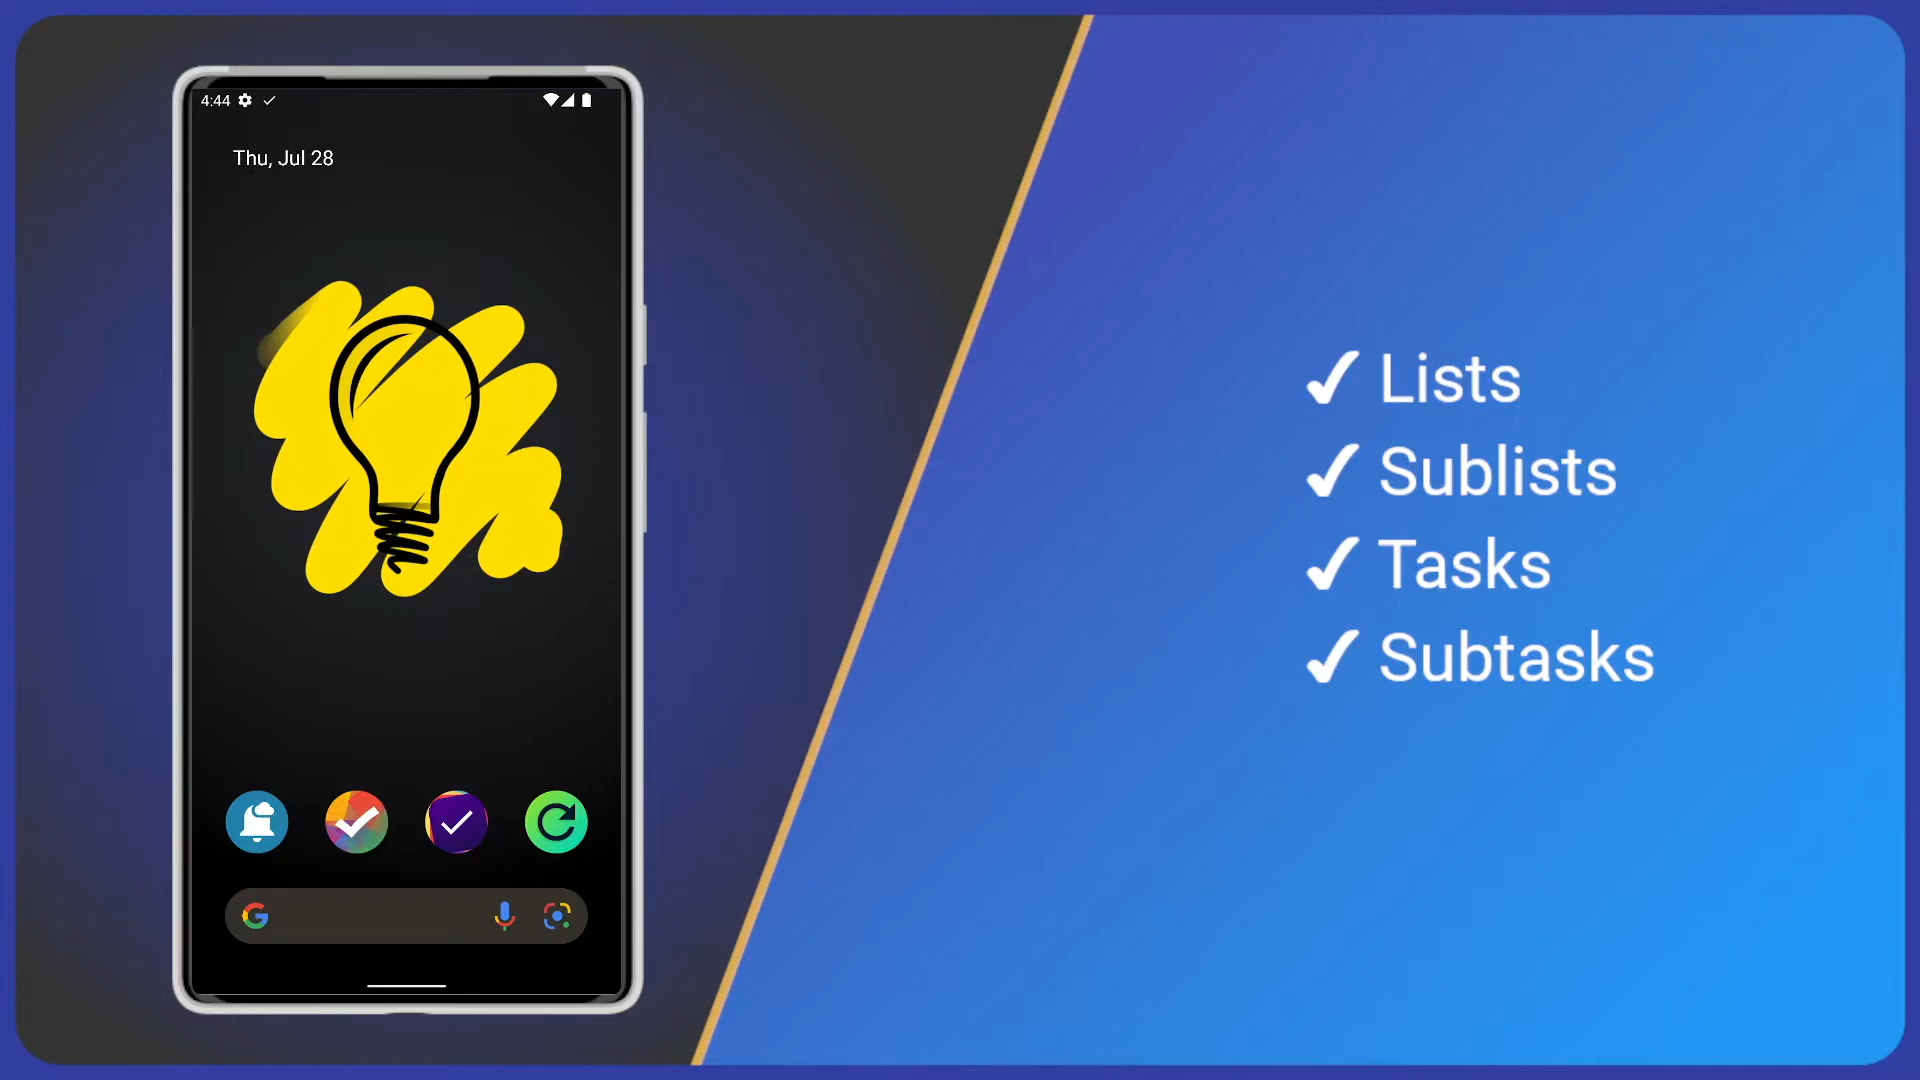 4:44
Thu, Jul 28
✔ Lists
✔ Sublists
✔ Tasks
✔ Subtasks